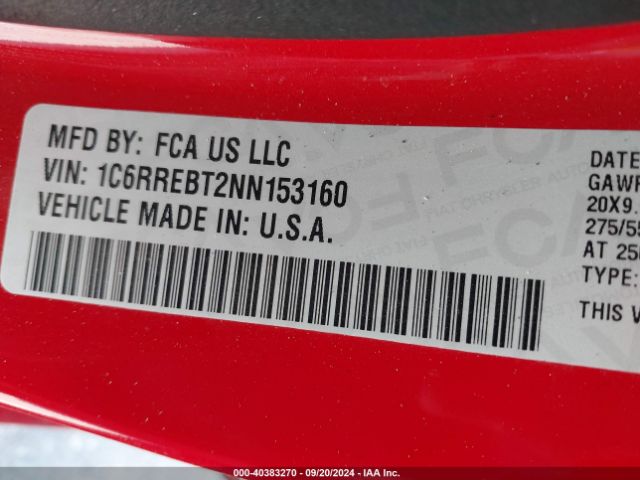 MFD BY: FCA US LLC
VIN: 1C6RREBT2NN153160
VEHICLE MADE IN: U.S.A.
DATE
GAWR
20X9.
275/55
AT 25
TYPE:
THIS V
000-40383270 - 09/20/2024 - IAA Inc.